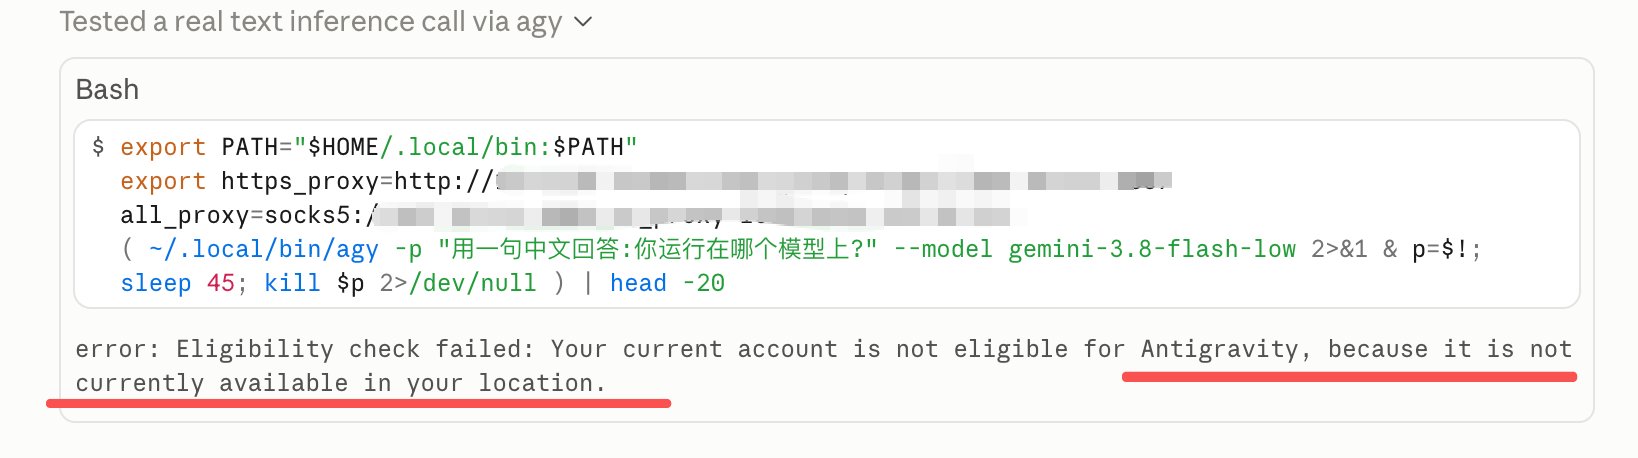 Tested a real text inference call via agy
Bash
$ export PATH="$HOME/.local/bin:$PATH"
export https_proxy=http://
all_proxy=socks5:/
( ~/.local/bin/agy -p "用一句中文回答:你运行在哪个模型上?" --model gemini-3.8-flash-low 2>&1 & p=$!;
sleep 45; kill $p 2>/dev/null ) | head -20
error: Eligibility check failed: Your current account is not eligible for Antigravity, because it is not
currently available in your location.